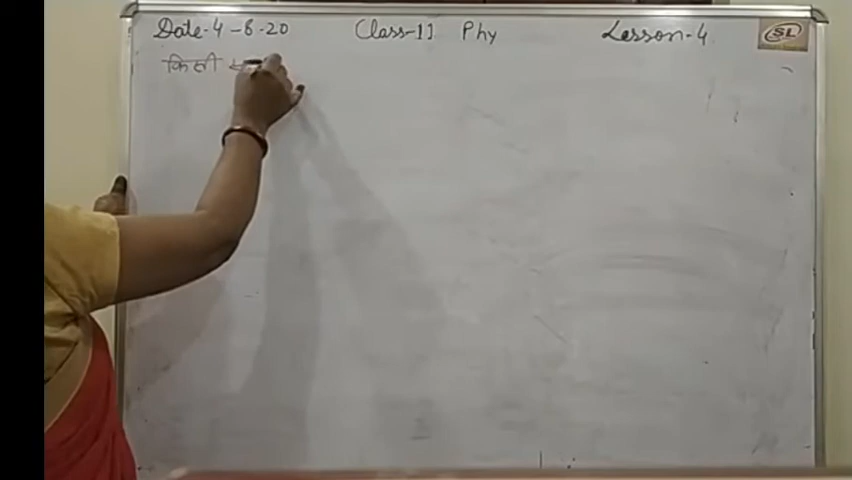 Date-4-8-20 Class-11 Phy Lesson-4
SL
किसी